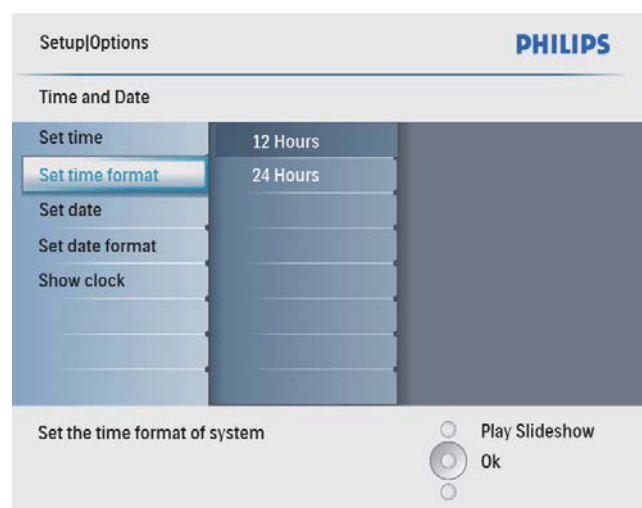 Setup|Options
PHILIPS
Time and Date
Set time
12 Hours
Set time format
24 Hours
Set date
Set date format
Show clock
Set the time format of system
Play Slideshow
Ok